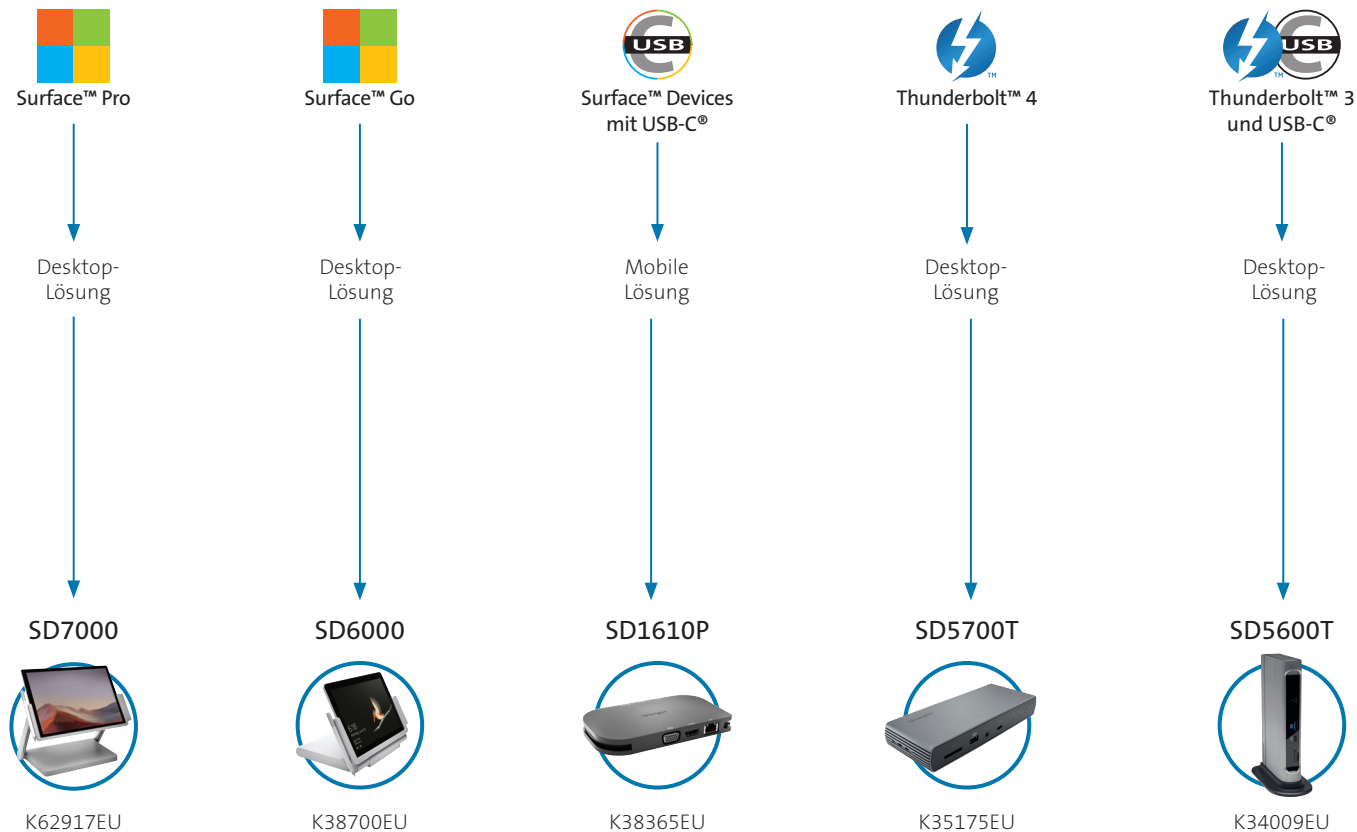 USB
USB
Surface™ Pro
Surface™ Go
Surface™ Devices
mit USB-C®
Thunderbolt™ 4
Thunderbolt™ 3
und USB-C®
Desktop-
Lösung
Desktop-
Lösung
Mobile
Lösung
Desktop-
Lösung
Desktop-
Lösung
SD7000
SD6000
SD1610P
SD5700T
SD5600T
K62917EU
K38700EU
K38365EU
K35175EU
K34009EU